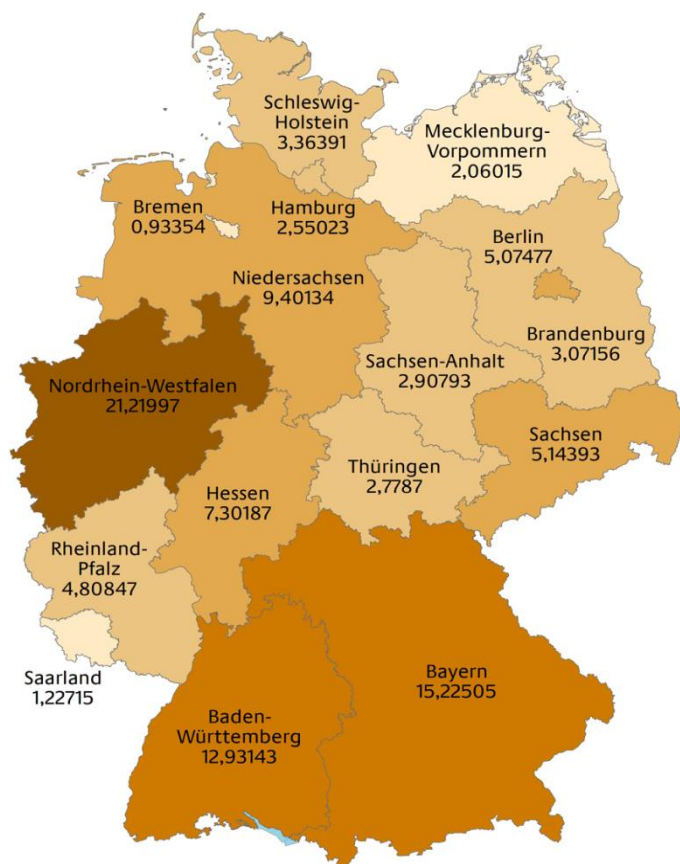 Schleswig-
Holstein
3,36391
Mecklenburg-
Vorpommern
2,06015
Bremen
0,93354
Hamburg
2,55023
Berlin
5,07477
Niedersachsen
9,40134
Brandenburg
3,07156
Sachsen-Anhalt
2,90793
Nordrhein-Westfalen
21,21997
Sachsen
5,14393
Thüringen
2,7787
Hessen
7,30187
Rheinland-
Pfalz
4,80847
Saarland
1,22715
Bayern
15,22505
Baden-
Württemberg
12,93143